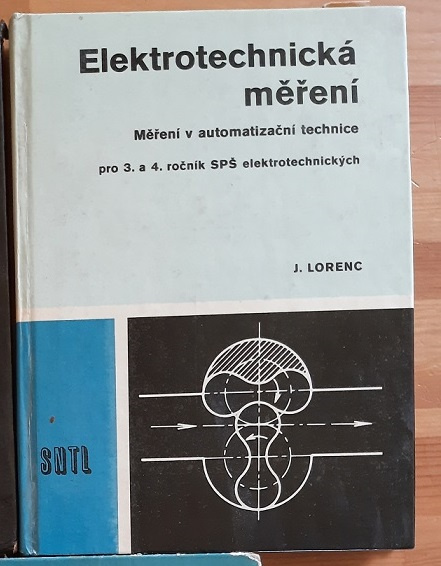 Elektrotechnická
měření
Měření v automatizační technice
pro 3. a 4. ročník SPŠ elektrotechnických
J. LORENC
SNTL